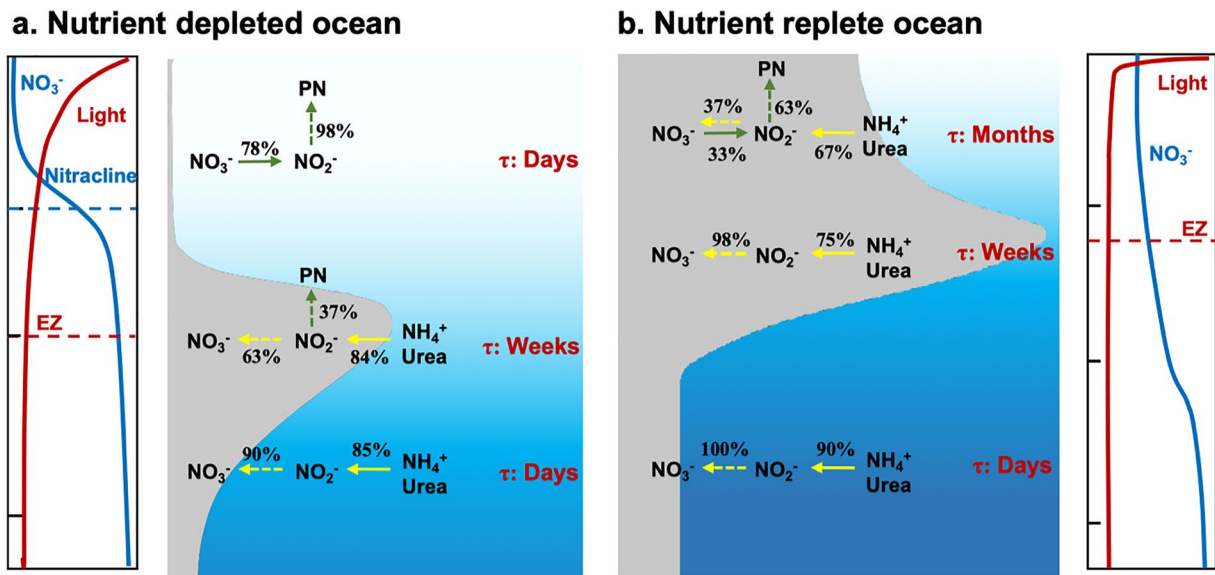 a. Nutrient depleted ocean
NO₃⁻
Light
Nitracline
EZ
PN
98%
78%
NO₃⁻
NO₂⁻
τ: Days
PN
37%
NO₃⁻
63%
NO₂⁻
84%
NH₄⁺
Urea
τ: Weeks
NO₃⁻
90%
NO₂⁻
85%
NH₄⁺
Urea
τ: Days
b. Nutrient replete ocean
PN
37%
63%
NO₃⁻
33%
NO₂⁻
67%
NH₄⁺
Urea
τ: Months
NO₃⁻
98%
NO₂⁻
75%
NH₄⁺
Urea
τ: Weeks
NO₃⁻
100%
NO₂⁻
90%
NH₄⁺
Urea
τ: Days
Light
NO₃⁻
EZ